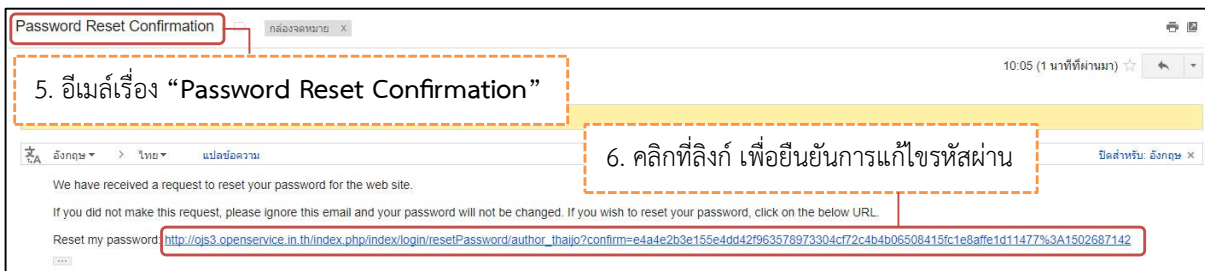 Password Reset Confirmation
กล่องจดหมาย X
10:05 (1 นาทีที่ผ่านมา)
5. อีเมล์เรื่อง “Password Reset Confirmation”
6. คลิกที่ลิงก์ เพื่อยืนยันการแก้ไขรหัสผ่าน
อังกฤษ > ไทย แปลข้อความ ปิดสำหรับ: อังกฤษ ×
We have received a request to reset your password for the web site.
If you did not make this request, please ignore this email and your password will not be changed. If you wish to reset your password, click on the below URL.
Reset my password: http://ojs3.openservice.in.th/index.php/index/login/resetPassword/author_thaijo?confirm=e4a4e2b3e155e4dd42f963578973304cf72c4b4b06508415fc1e8affe1d11477%3A1502687142